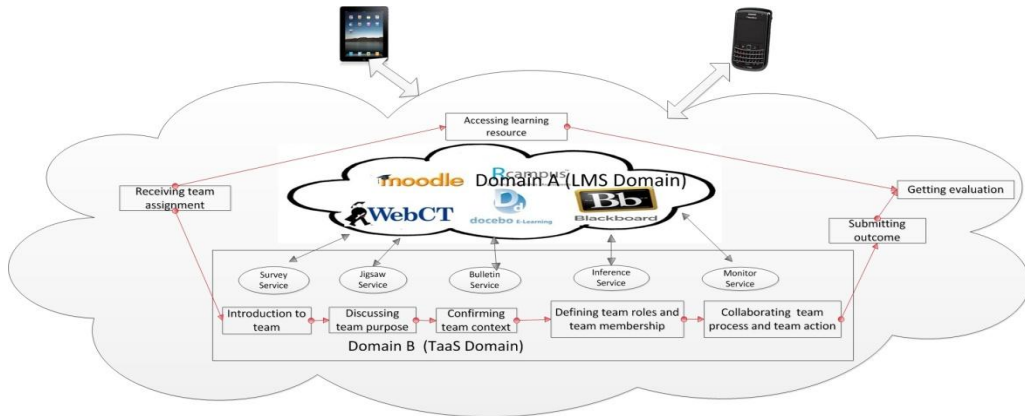 Accessing learning
resource
Rcampus
moodle
Domain A (LMS Domain)
Receiving team
assignment
Getting evaluation
WebCT
Dd
docebo E-Learning
Bb
Blackboard
Submitting
outcome
Survey
Service
Jigsaw
Service
Bulletin
Service
Inference
Service
Monitor
Service
Introduction to
team
Discussing
team purpose
Confirming
team context
Defining team roles and
team membership
Collaborating team
process and team action
Domain B (TaaS Domain)